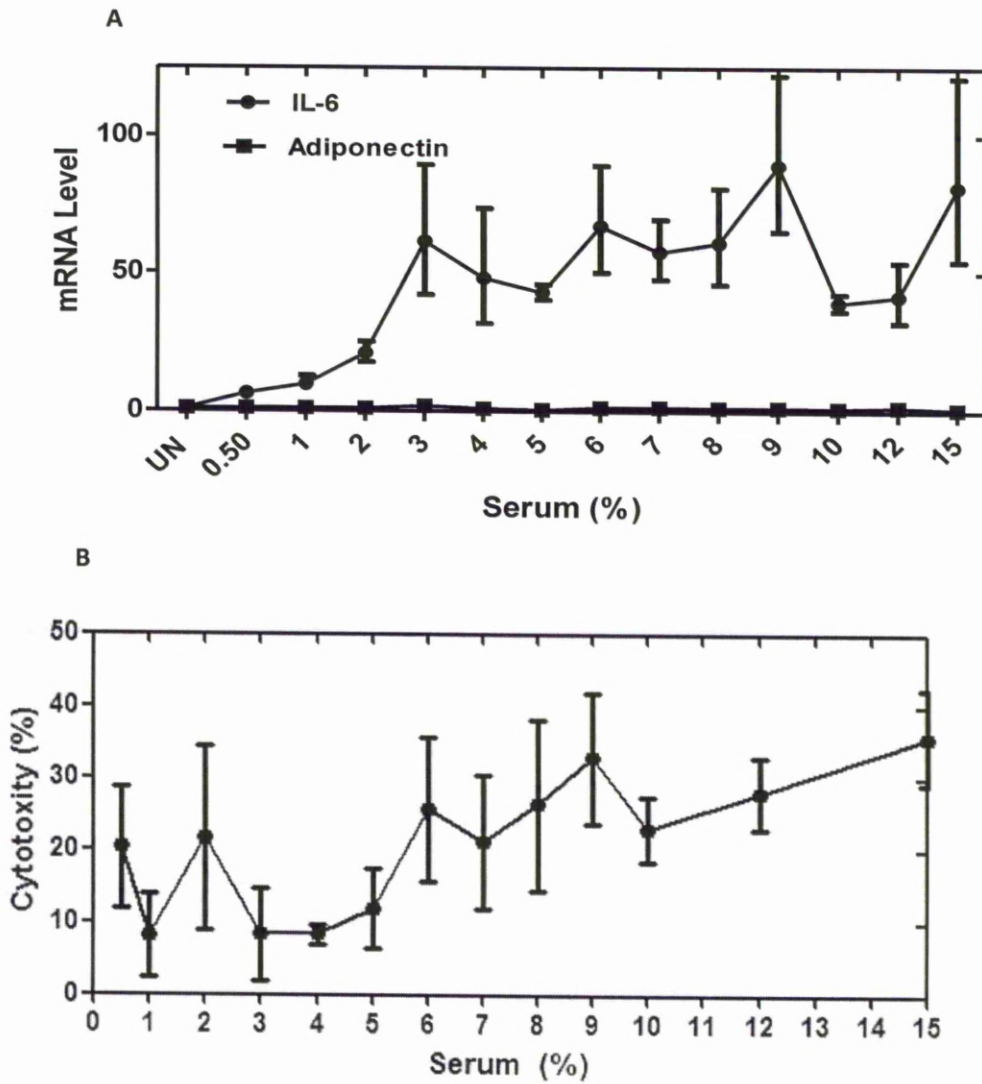 A
IL-6
Adiponectin
mRNA Level
100
50
0
UN 0.50 1 2 3 4 5 6 7 8 9 10 12 15
Serum (%)
B
Cytotoxity (%)
50
40
30
20
10
0
0 1 2 3 4 5 6 7 8 9 10 11 12 13 14 15
Serum (%)